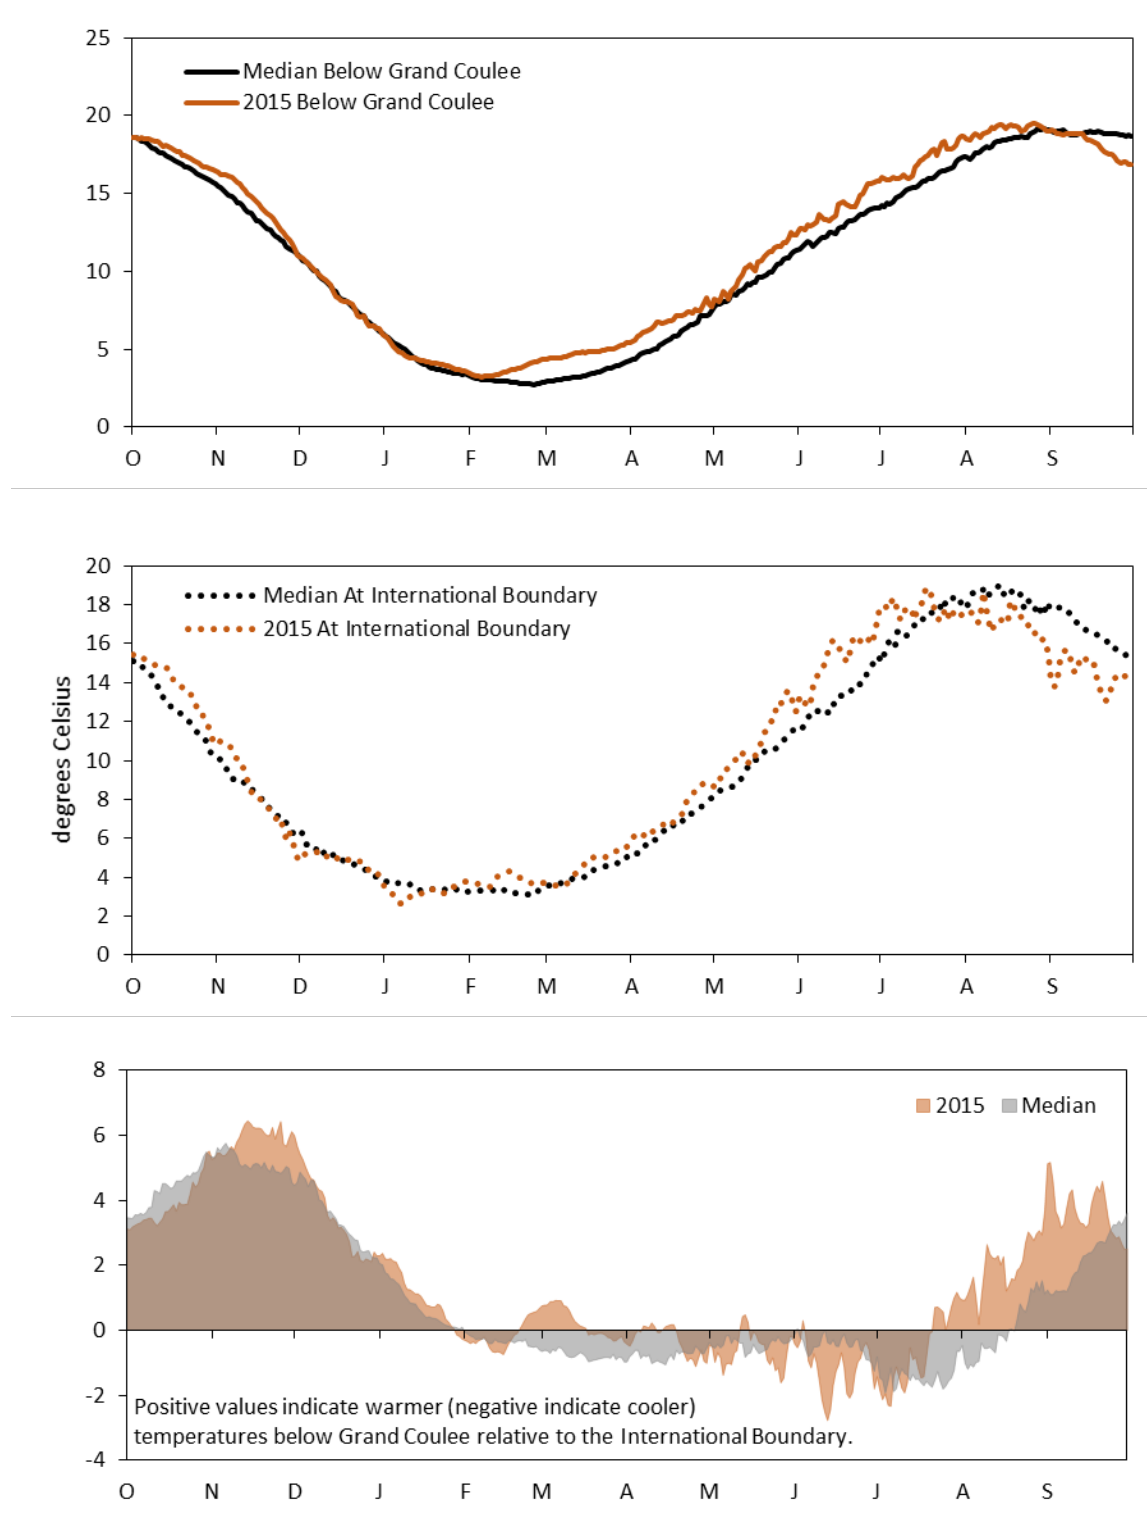 25
Median Below Grand Coulee
2015 Below Grand Coulee
20
15
10
5
0
O N D J F M A M J J A S
20
Median At International Boundary
2015 At International Boundary
18
16
14
12
10
8
6
4
2
0
degrees Celsius
O N D J F M A M J J A S
8
2015 Median
6
4
2
0
-2
Positive values indicate warmer (negative indicate cooler)
temperatures below Grand Coulee relative to the International Boundary.
-4
O N D J F M A M J J A S